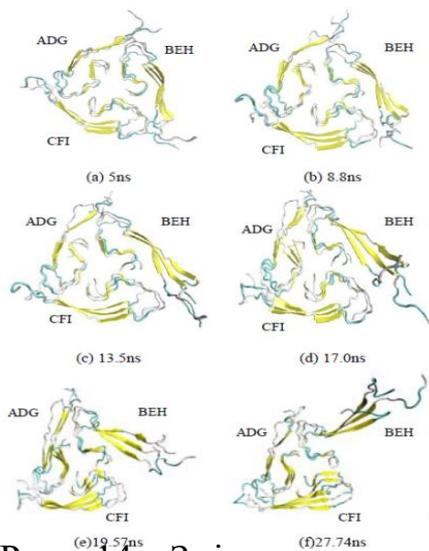 ADG BEH
ADG BEH
CFI
CFI
(a) 5ns (b) 8.8ns
ADG BEH
ADG BEH
CFI
CFI
(c) 13.5ns (d) 17.0ns
ADG BEH
ADG BEH
CFI
CFI
(e)19.57ns (f)27.74ns